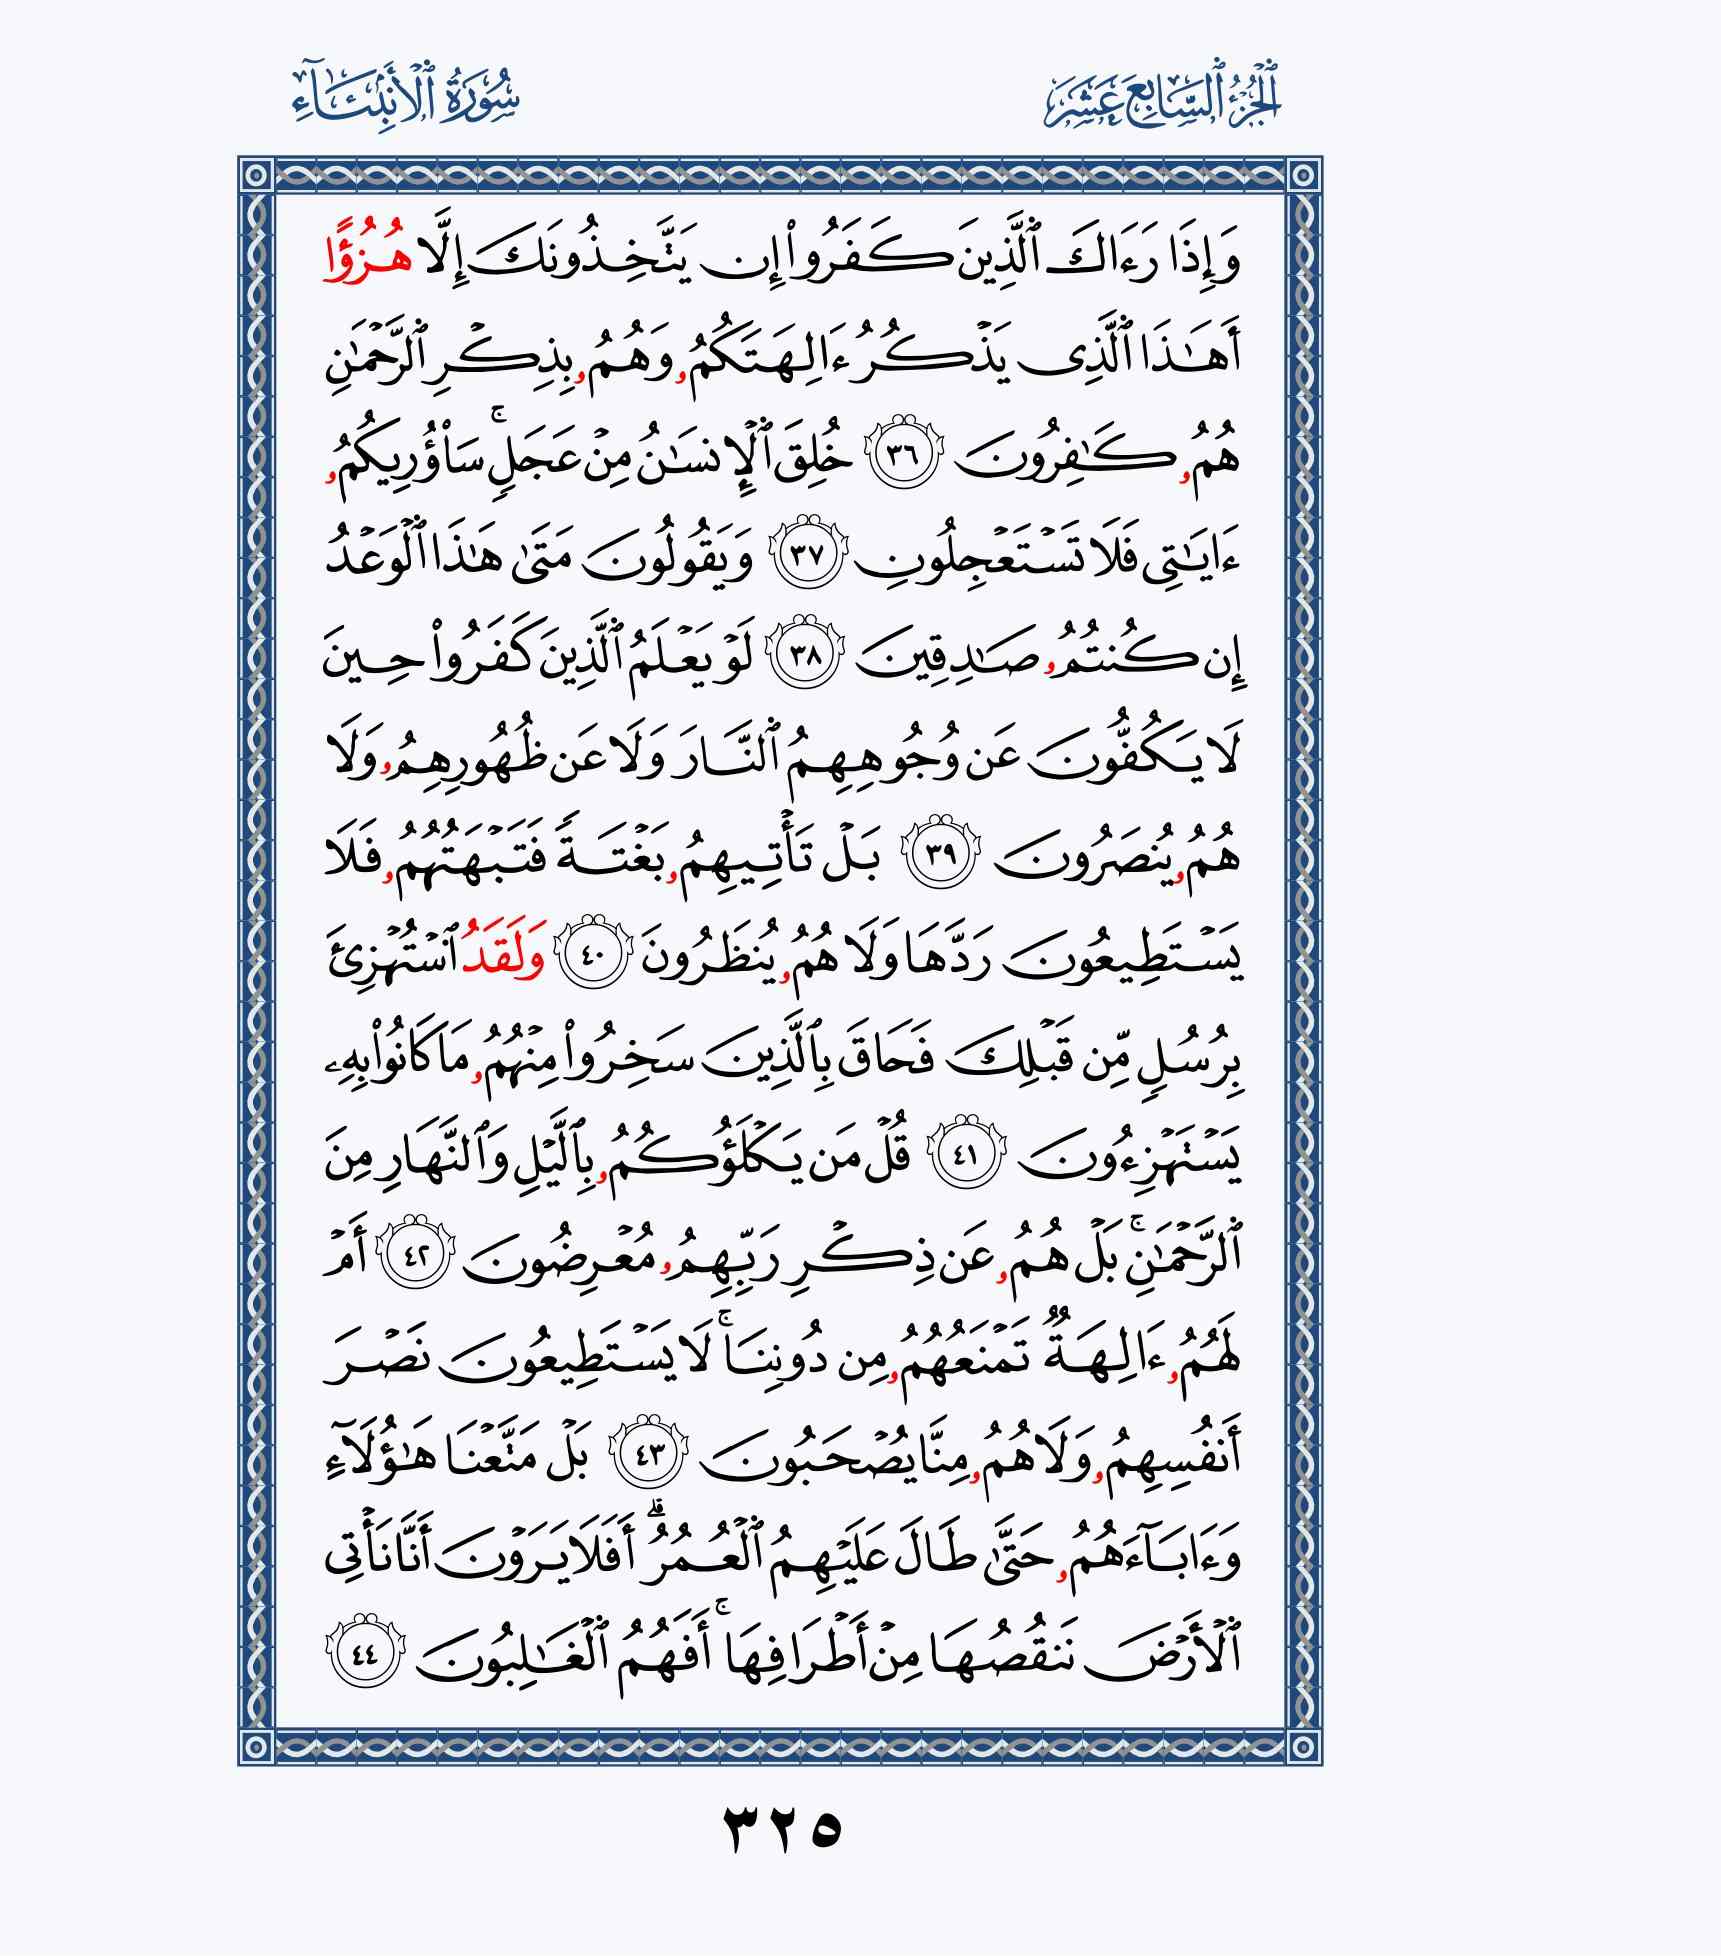 ٱلْجُزْءُ ٱلسَّابِعَ عَشَرَ
سُورَةُ ٱلْأَنۢبِيَآءِ
وَإِذَا رَءَاكَ ٱلَّذِينَ كَفَرُوا۟ إِن يَتَّخِذُونَكَ إِلَّا هُزُؤًا
أَهَٰذَا ٱلَّذِى يَذْكُرُ ءَالِهَتَكُمُۥ وَهُمُۥ بِذِكْرِ ٱلرَّحْمَٰنِ
هُمُۥ كَٰفِرُونَ ٣٦ خُلِقَ ٱلْإِنسَٰنُ مِنْ عَجَلٍۚ سَأُو۟رِيكُمُۥ
ءَايَٰتِى فَلَا تَسْتَعْجِلُونِ ٣٧ وَيَقُولُونَ مَتَىٰ هَٰذَا ٱلْوَعْدُ
إِن كُنتُمُۥ صَٰدِقِينَ ٣٨ لَوْ يَعْلَمُ ٱلَّذِينَ كَفَرُوا۟ حِينَ
لَا يَكُفُّونَ عَن وُجُوهِهِمُ ٱلنَّارَ وَلَا عَن ظُهُورِهِمُۥ وَلَا
هُمُۥ يُنصَرُونَ ٣٩ بَلْ تَأْتِيهِمُۥ بَغْتَةً فَتَبْهَتُهُمُۥ فَلَا
يَسْتَطِيعُونَ رَدَّهَا وَلَا هُمُۥ يُنظَرُونَ ٤٠ وَلَقَدُ ٱسْتُهْزِئَ
بِرُسُلٍ مِّن قَبْلِكَ فَحَاقَ بِٱلَّذِينَ سَخِرُوا۟ مِنْهُمُۥ مَا كَانُوا۟ بِهِۦ
يَسْتَهْزِءُونَ ٤١ قُلْ مَن يَكْلَؤُكُمُۥ بِٱلَّيْلِ وَٱلنَّهَارِ مِنَ
ٱلرَّحْمَٰنِۚ بَلْ هُمُۥ عَن ذِكْرِ رَبِّهِمُۥ مُعْرِضُونَ ٤٢ أَمْ
لَهُمُۥ ءَالِهَةٌ تَمْنَعُهُمُۥ مِن دُونِنَاۚ لَا يَسْتَطِيعُونَ نَصْرَ
أَنفُسِهِمُۥ وَلَا هُمُۥ مِنَّا يُصْحَبُونَ ٤٣ بَلْ مَتَّعْنَا هَٰؤُلَآءِ
وَءَابَآءَهُمُۥ حَتَّىٰ طَالَ عَلَيْهِمُ ٱلْعُمُرُۗ أَفَلَا يَرَوْنَ أَنَّا نَأْتِى
ٱلْأَرْضَ نَنقُصُهَا مِنْ أَطْرَافِهَاۚ أَفَهُمُ ٱلْغَٰلِبُونَ ٤٤
٣٢٥